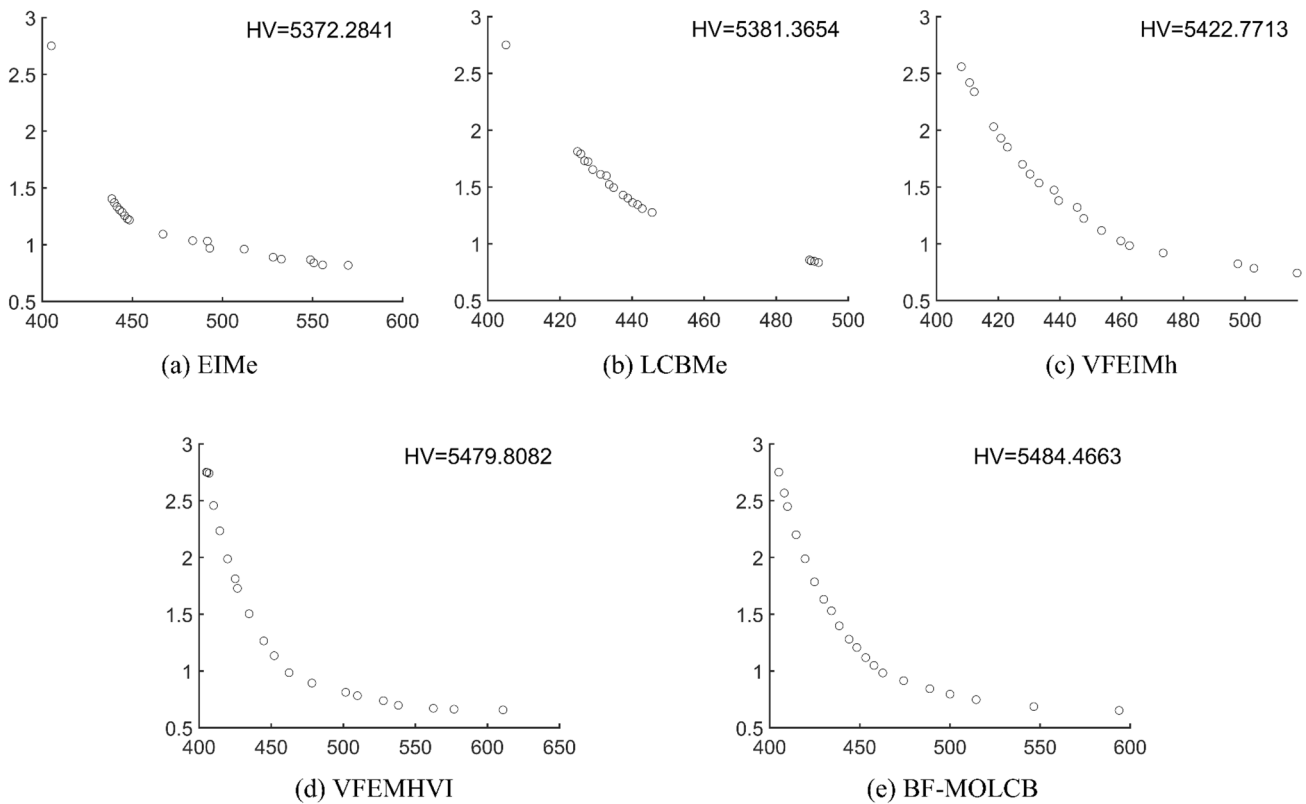 HV=5372.2841
3
2.5
2
1.5
1
0.5
400 450 500 550 600
(a) EIMe
HV=5381.3654
3
2.5
2
1.5
1
0.5
400 420 440 460 480 500
(b) LCBMe
HV=5422.7713
3
2.5
2
1.5
1
0.5
400 420 440 460 480 500
(c) VFEIMh
HV=5479.8082
3
2.5
2
1.5
1
0.5
400 450 500 550 600 650
(d) VFEMHVI
HV=5484.4663
3
2.5
2
1.5
1
0.5
400 450 500 550 600
(e) BF-MOLCB